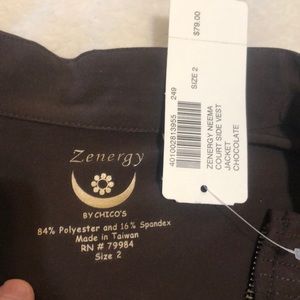 $79.00
SIZE 2
249
401002813955
ZENERGY NEEMA
COURT SIDE VEST
JACKET
CHOCOLATE
Zenergy
BY CHICO'S
84% Polyester and 16% Spandex
Made in Taiwan
RN # 79984
Size 2